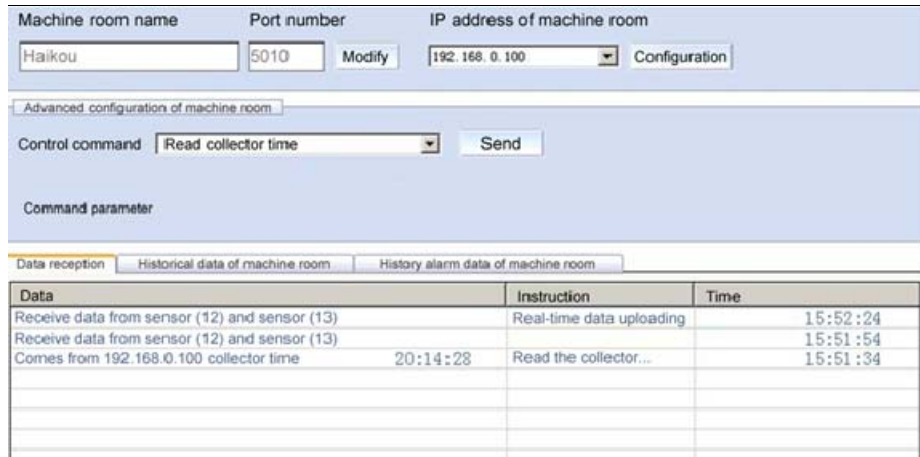 Machine room name Port number IP address of machine room
Haikou 5010 Modify 192.168.0.100 Configuration
Advanced configuration of machine room
Control command Read collector time Send
Command parameter
Data reception Historical data of machine room History alarm data of machine room
Data Instruction Time
Receive data from sensor (12) and sensor (13) Real-time data uploading 15:52:24
Receive data from sensor (12) and sensor (13) 15:51:54
Comes from 192.168.0.100 collector time 20:14:28 Read the collector... 15:51:34